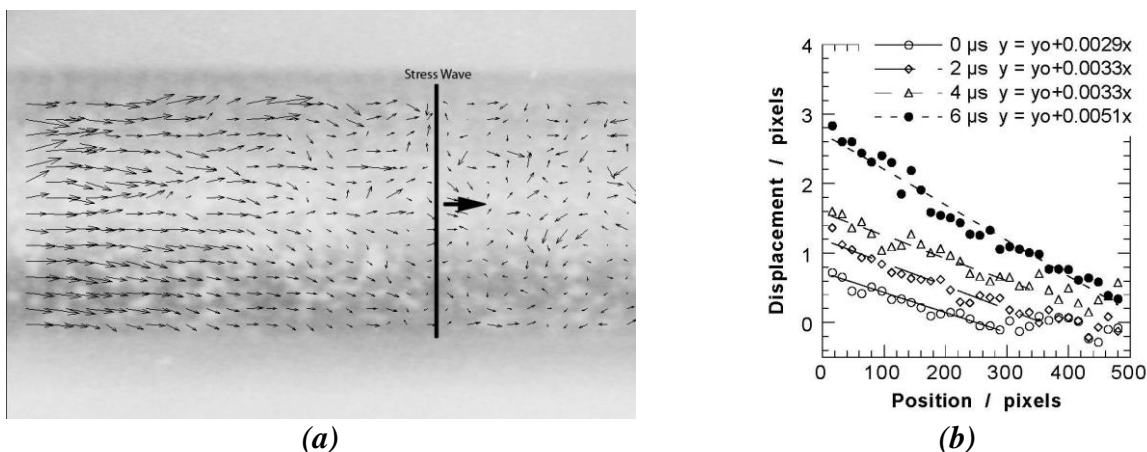 Stress Wave
(a)
0 µs y = yo+0.0029x
2 µs y = yo+0.0033x
4 µs y = yo+0.0033x
6 µs y = yo+0.0051x
4
3
2
1
0
Displacement / pixels
0 100 200 300 400 500
Position / pixels
(b)